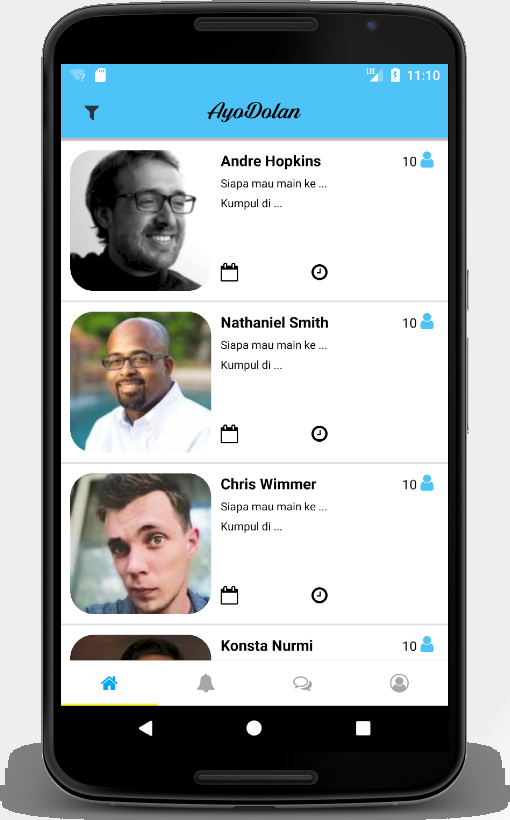 LTE 11:10
AyoDolan
Andre Hopkins 10
Siapa mau main ke ...
Kumpul di ...
Nathaniel Smith 10
Siapa mau main ke ...
Kumpul di ...
Chris Wimmer 10
Siapa mau main ke ...
Kumpul di ...
Konsta Nurmi 10